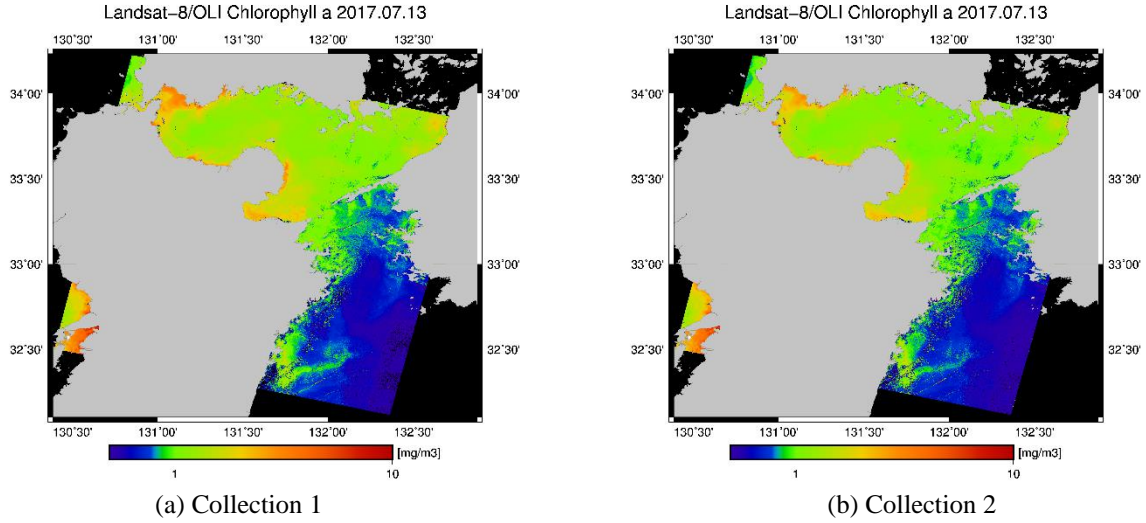 Landsat-8/OLI Chlorophyll a 2017.07.13
130˚30' 131˚00' 131˚30' 132˚00' 132˚30'
34˚00' 34˚00'
33˚30' 33˚30'
33˚00' 33˚00'
32˚30' 32˚30'
130˚30' 131˚00' 131˚30' 132˚00' 132˚30'
[mg/m3]
1 10
(a) Collection 1
Landsat-8/OLI Chlorophyll a 2017.07.13
130˚30' 131˚00' 131˚30' 132˚00' 132˚30'
34˚00' 34˚00'
33˚30' 33˚30'
33˚00' 33˚00'
32˚30' 32˚30'
130˚30' 131˚00' 131˚30' 132˚00' 132˚30'
[mg/m3]
1 10
(b) Collection 2